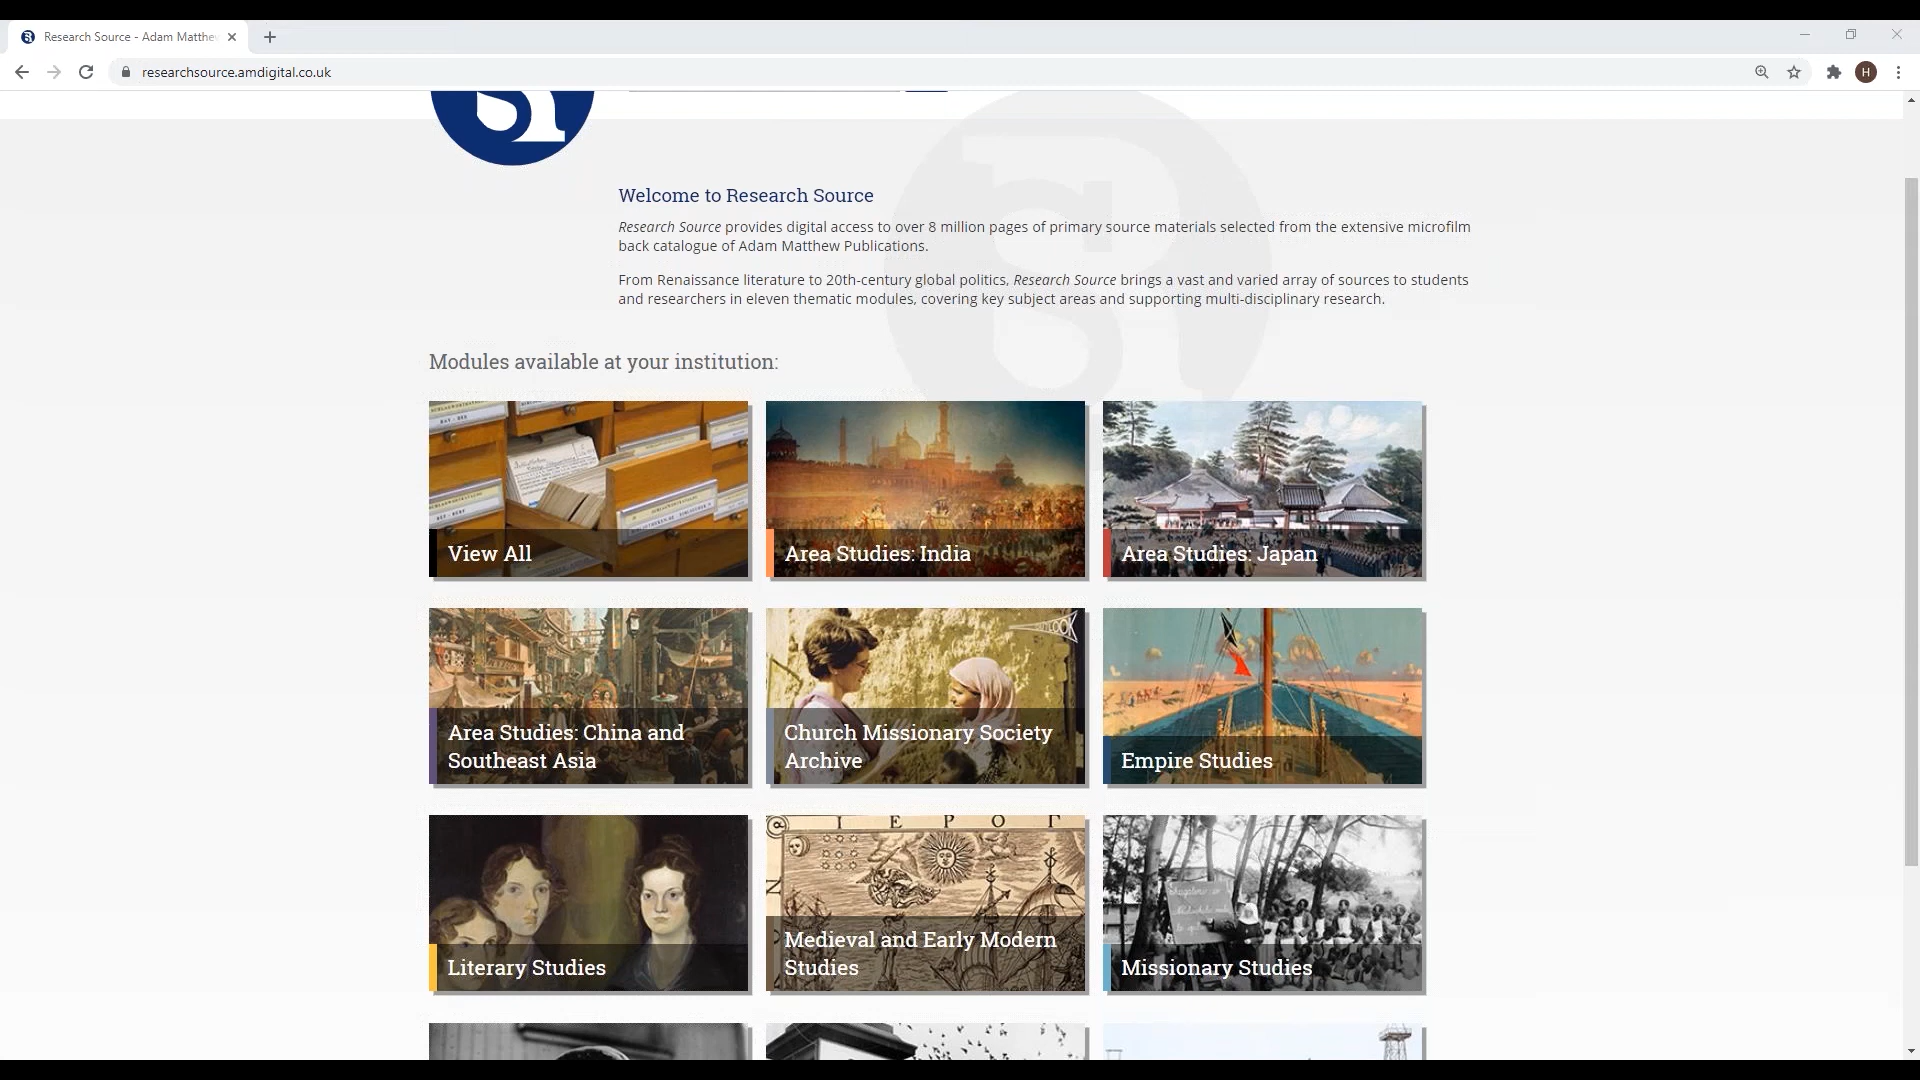 Research Source - Adam Matthew
researchsource.amdigital.co.uk
H
Welcome to Research Source
Research Source provides digital access to over 8 million pages of primary source materials selected from the extensive microfilm
back catalogue of Adam Matthew Publications.
From Renaissance literature to 20th-century global politics, Research Source brings a vast and varied array of sources to students
and researchers in eleven thematic modules, covering key subject areas and supporting multi-disciplinary research.
Modules available at your institution:
View All
Area Studies: India
Area Studies: Japan
Area Studies: China and
Southeast Asia
Church Missionary Society
Archive
Empire Studies
Literary Studies
Medieval and Early Modern
Studies
Missionary Studies